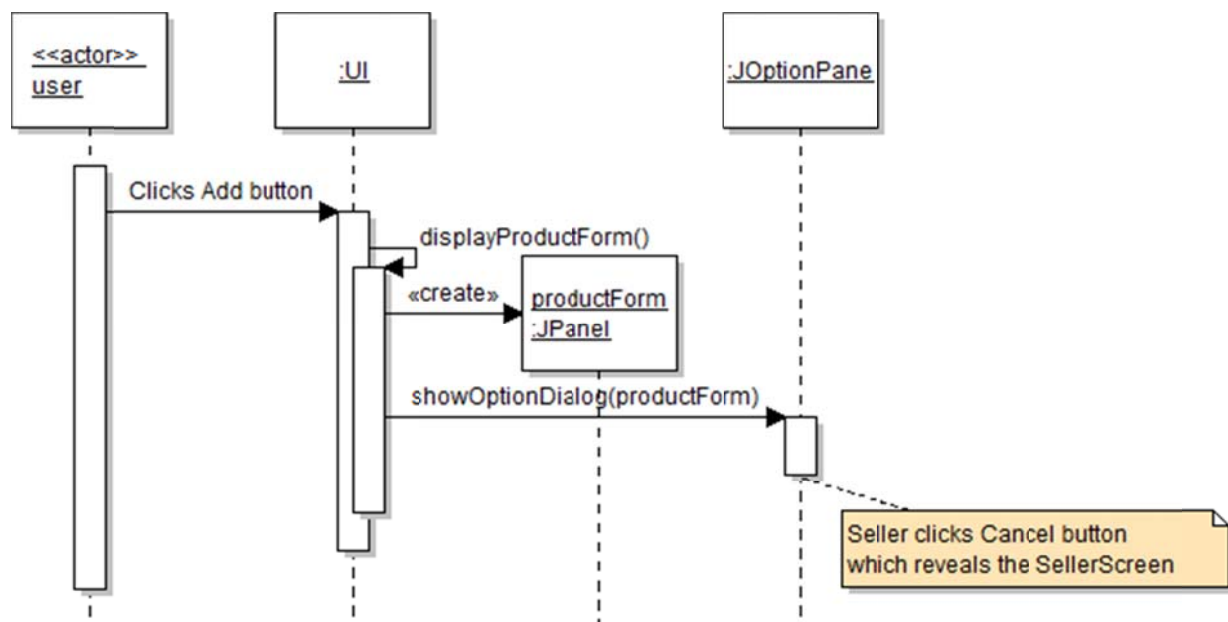 <<actor>>
user
:UI
:JOptionPane
Clicks Add button
displayProductForm()
«create»
productForm
:JPanel
showOptionDialog(productForm)
Seller clicks Cancel button
which reveals the SellerScreen